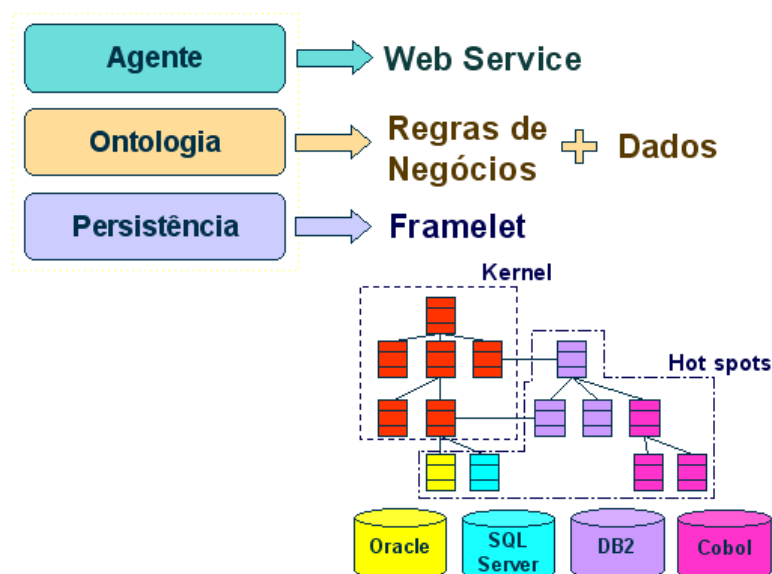 Agente
Web Service
Ontologia
Regras de
Negócios
Dados
Persistência
Framelet
Kernel
Hot spots
Oracle
SQL
Server
DB2
Cobol